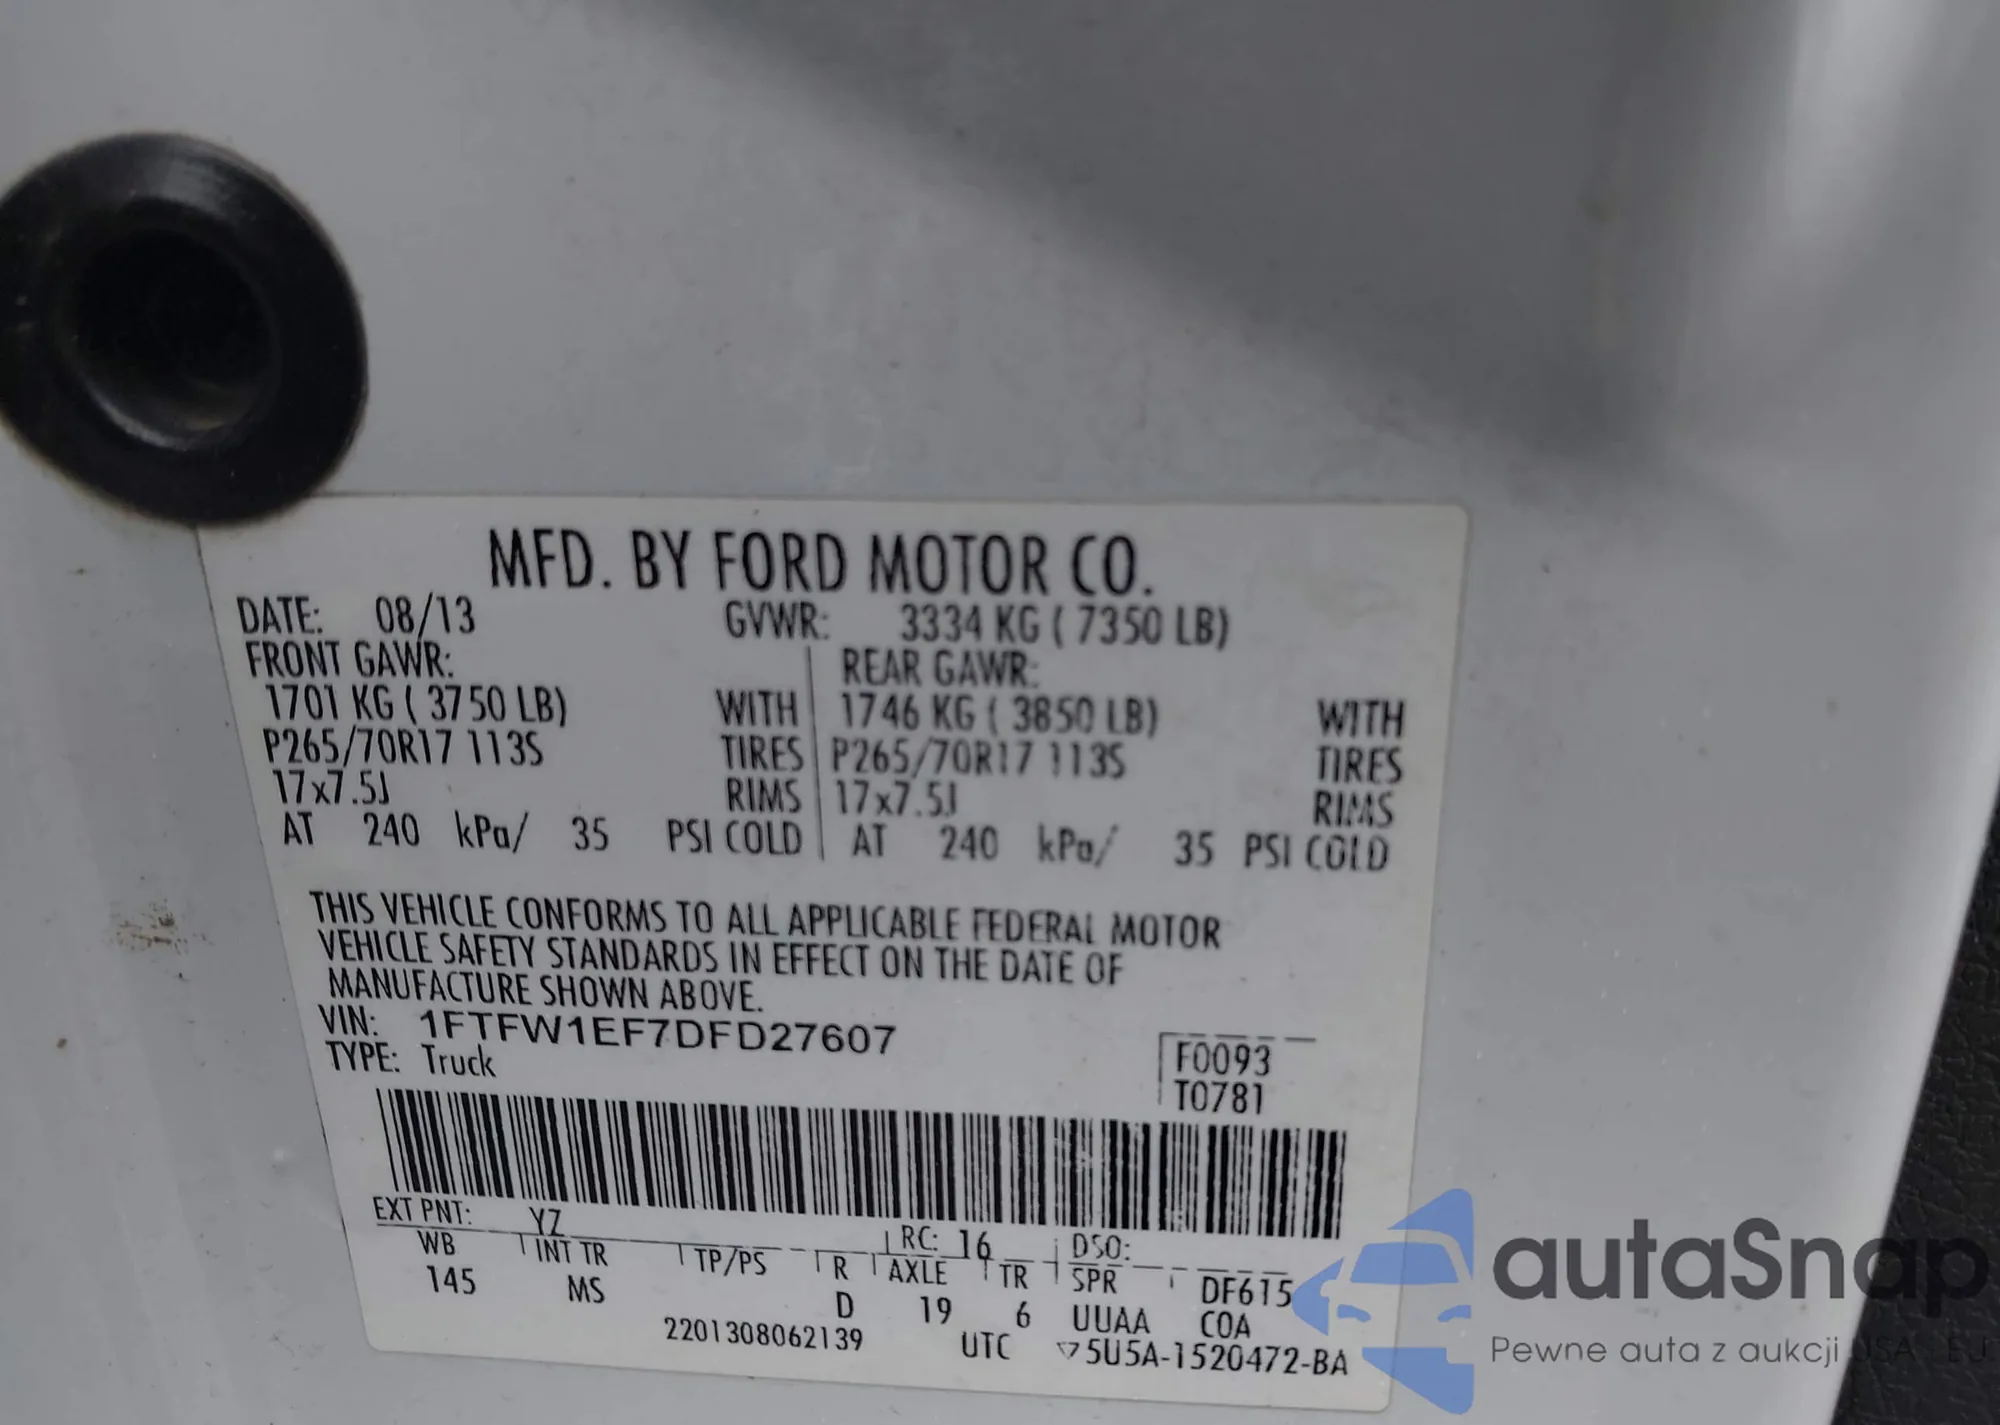 MFD. BY FORD MOTOR CO.
DATE: 08/13 GVWR: 3334 KG ( 7350 LB)
FRONT GAWR: REAR GAWR:
1701 KG ( 3750 LB) WITH 1746 KG ( 3850 LB) WITH
P265/70R17 113S TIRES P265/70R17 113S TIRES
17x7.5J RIMS 17x7.5J RIMS
AT 240 kPa/ 35 PSI COLD AT 240 kPa/ 35 PSI COLD
THIS VEHICLE CONFORMS TO ALL APPLICABLE FEDERAL MOTOR
VEHICLE SAFETY STANDARDS IN EFFECT ON THE DATE OF
MANUFACTURE SHOWN ABOVE.
VIN: 1FTFW1EF7DFD27607
TYPE: Truck
F0093
T0781
EXT PNT: YZ RC: 16 DSO:
WB INT TR TP/PS R AXLE TR SPR DF615
145 MS D 19 6 UUAA COA
2201308062139 UTC 5U5A-1520472-BA
autaSnap
Pewne auta z aukcji USA i EU